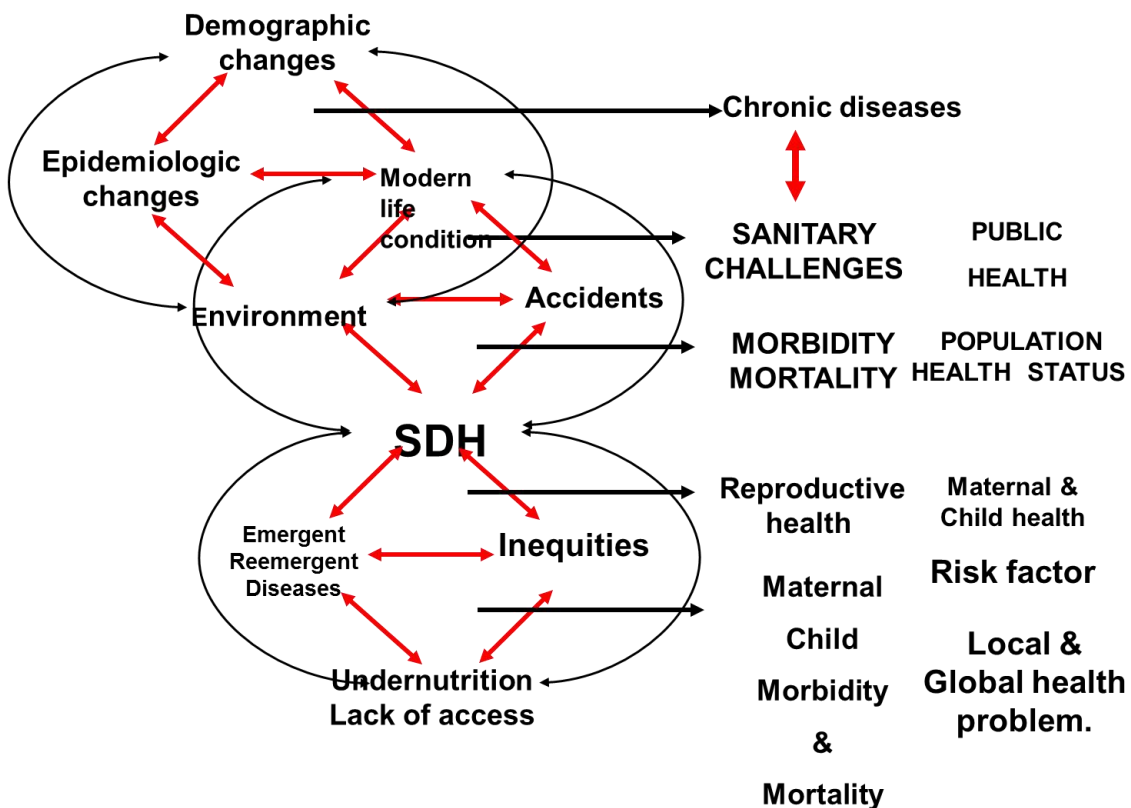 Demographic
changes
Chronic diseases
Epidemiologic
changes
Modern
life
condition
SANITARY
CHALLENGES
PUBLIC
HEALTH
Environment
Accidents
MORBIDITY
MORTALITY
POPULATION
HEALTH STATUS
SDH
Reproductive
health
Maternal &
Child health
Emergent
Reemergent
Diseases
Inequities
Risk factor
Maternal
Child
Morbidity
&
Mortality
Local &
Global health
problem.
Undernutrition
Lack of access